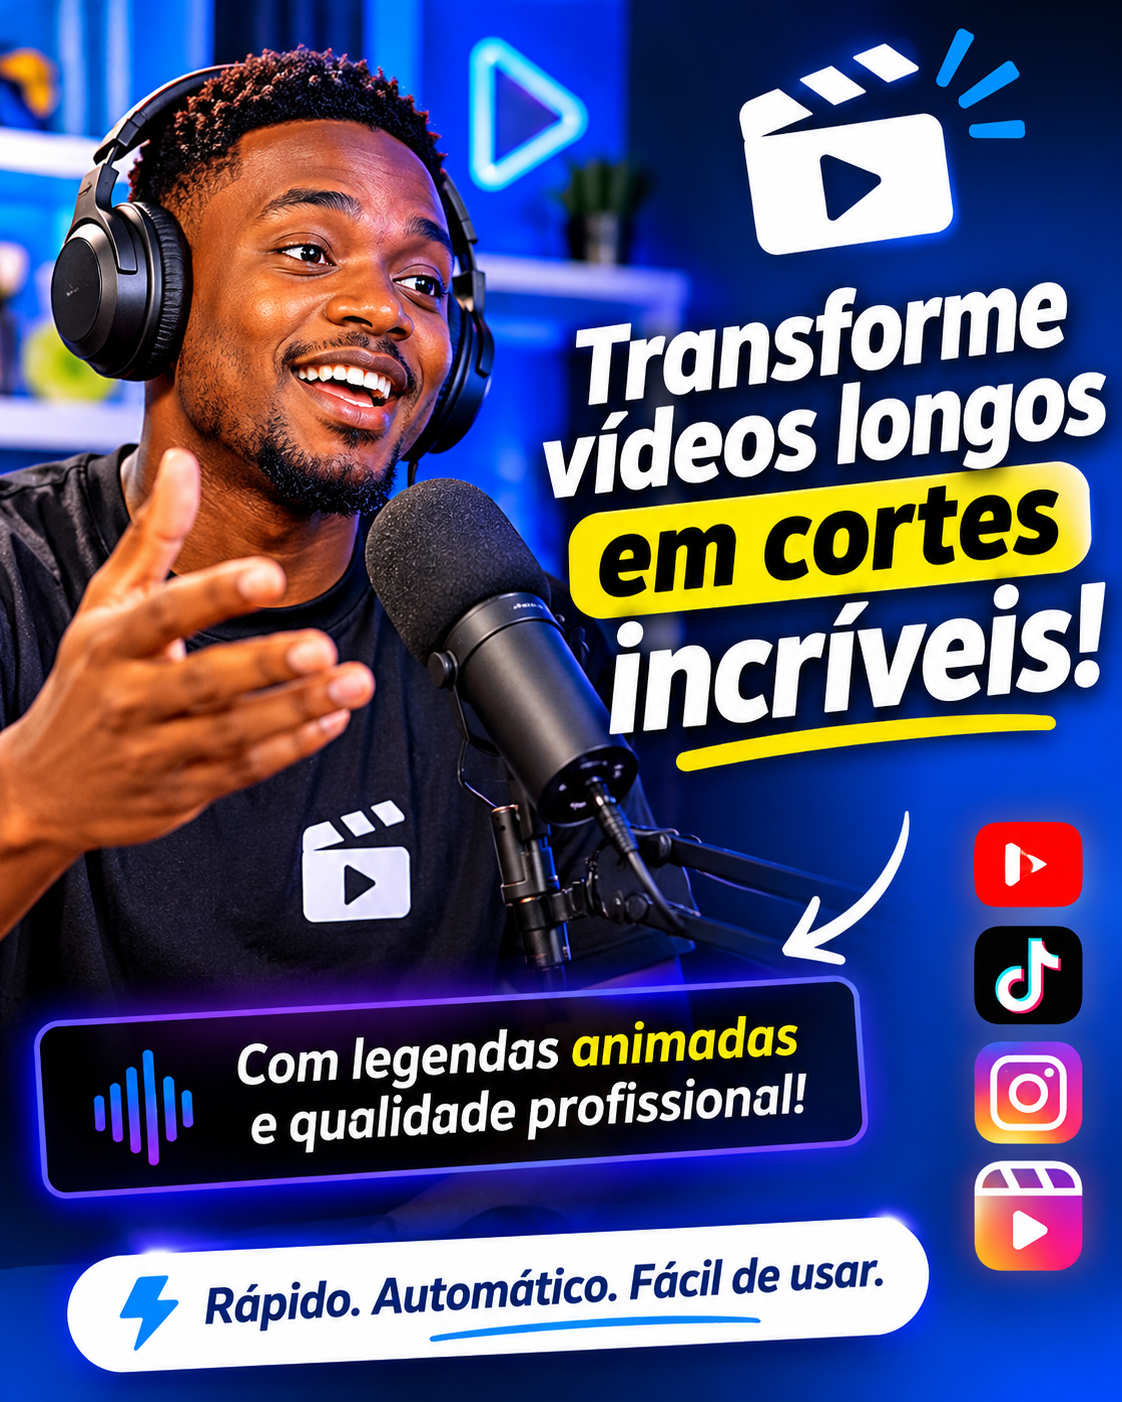 Transforme
vídeos longos
em cortes
incríveis!
Com legendas animadas
e qualidade profissional!
Rápido. Automático. Fácil de usar.